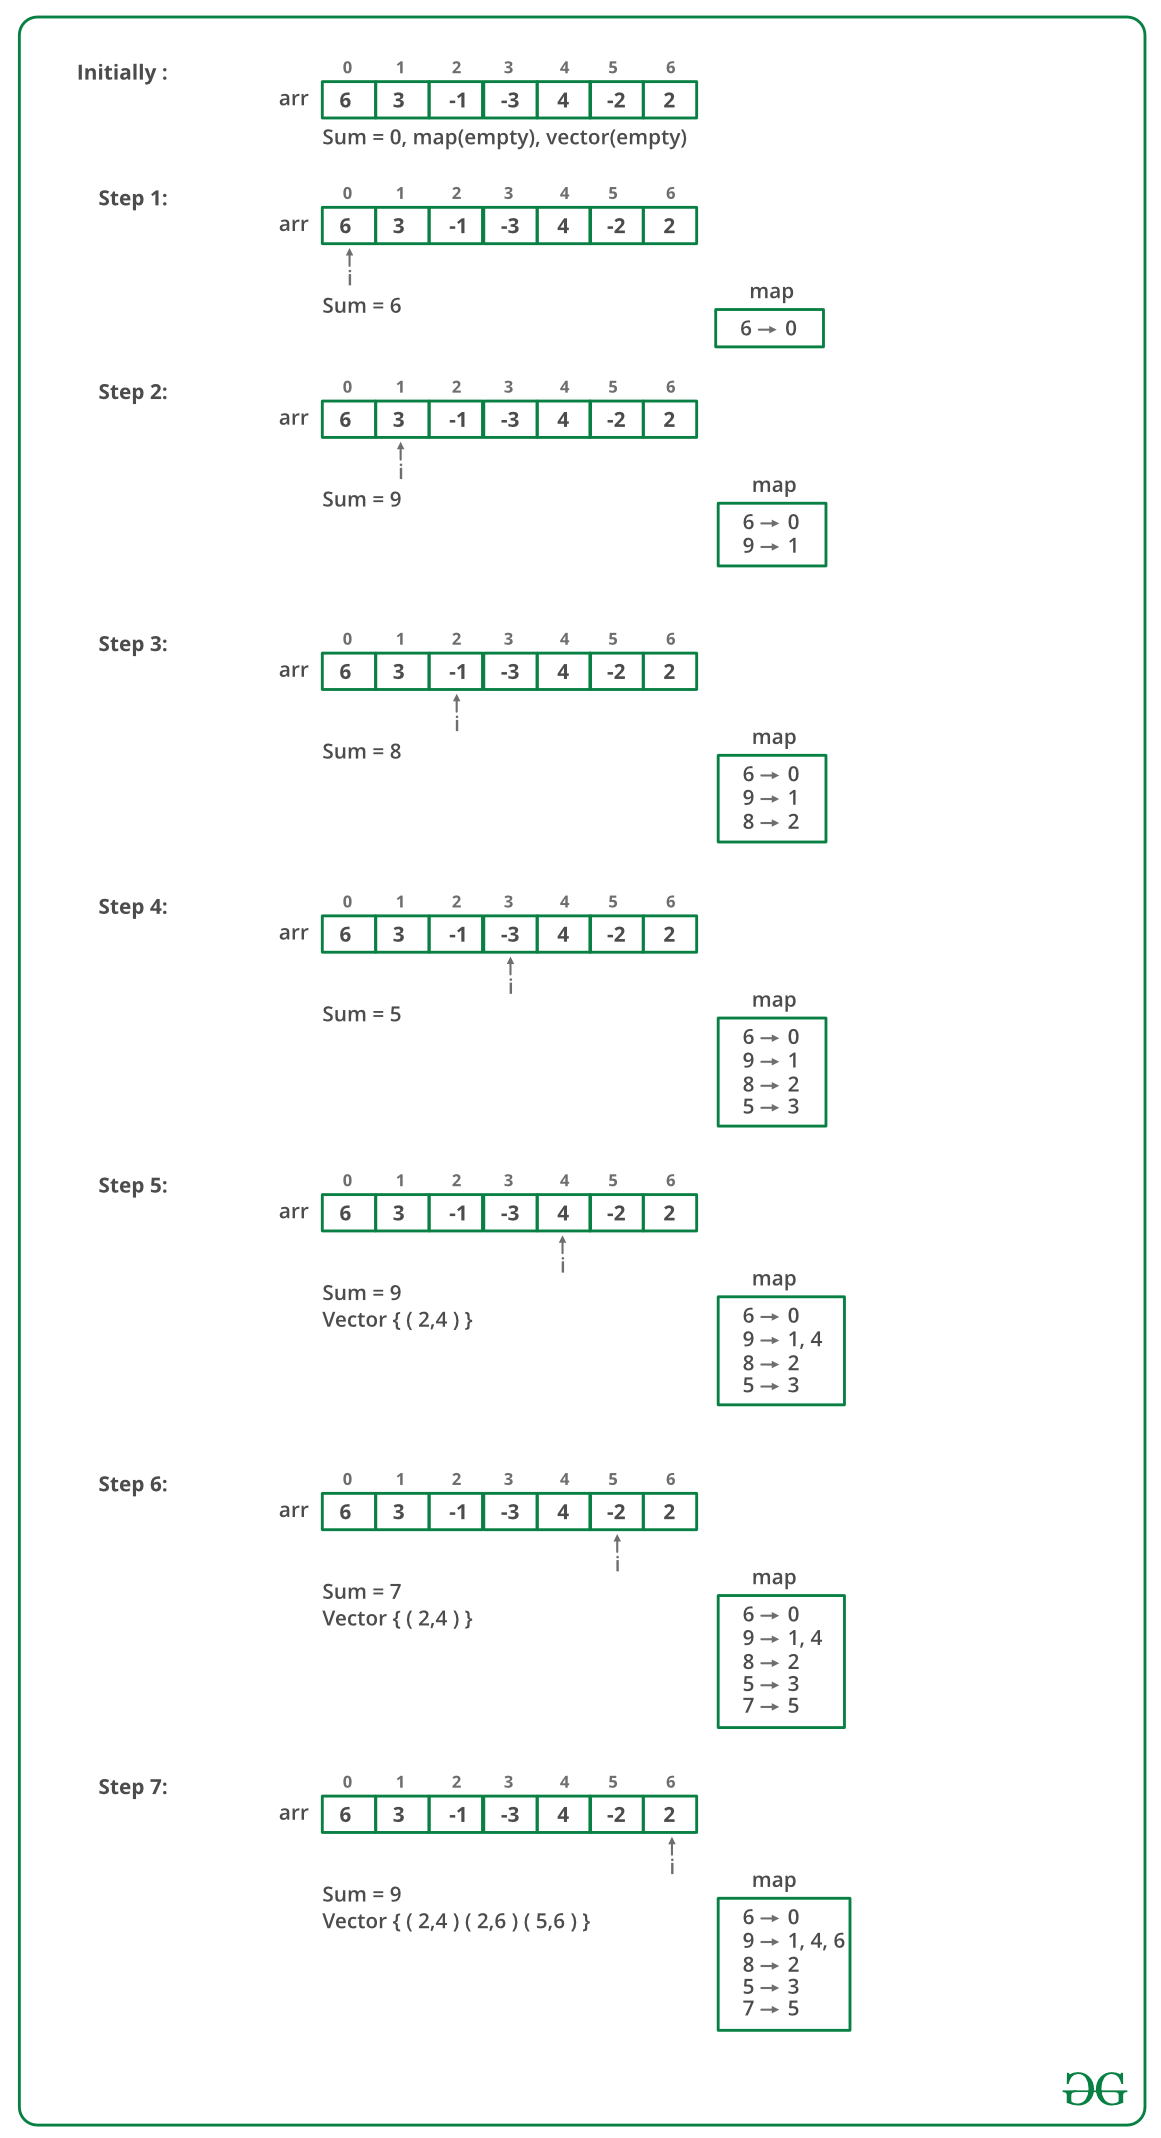 Initially :
0 1 2 3 4 5 6
arr 6 3 -1 -3 4 -2 2
Sum = 0, map(empty), vector(empty)
Step 1:
0 1 2 3 4 5 6
arr 6 3 -1 -3 4 -2 2
i
Sum = 6
map
6 → 0
Step 2:
0 1 2 3 4 5 6
arr 6 3 -1 -3 4 -2 2
i
Sum = 9
map
6 → 0
9 → 1
Step 3:
0 1 2 3 4 5 6
arr 6 3 -1 -3 4 -2 2
i
Sum = 8
map
6 → 0
9 → 1
8 → 2
Step 4:
0 1 2 3 4 5 6
arr 6 3 -1 -3 4 -2 2
i
Sum = 5
map
6 → 0
9 → 1
8 → 2
5 → 3
Step 5:
0 1 2 3 4 5 6
arr 6 3 -1 -3 4 -2 2
i
Sum = 9
Vector { ( 2,4 ) }
map
6 → 0
9 → 1, 4
8 → 2
5 → 3
Step 6:
0 1 2 3 4 5 6
arr 6 3 -1 -3 4 -2 2
i
Sum = 7
Vector { ( 2,4 ) }
map
6 → 0
9 → 1, 4
8 → 2
5 → 3
7 → 5
Step 7:
0 1 2 3 4 5 6
arr 6 3 -1 -3 4 -2 2
i
Sum = 9
Vector { ( 2,4 ) ( 2,6 ) ( 5,6 ) }
map
6 → 0
9 → 1, 4, 6
8 → 2
5 → 3
7 → 5